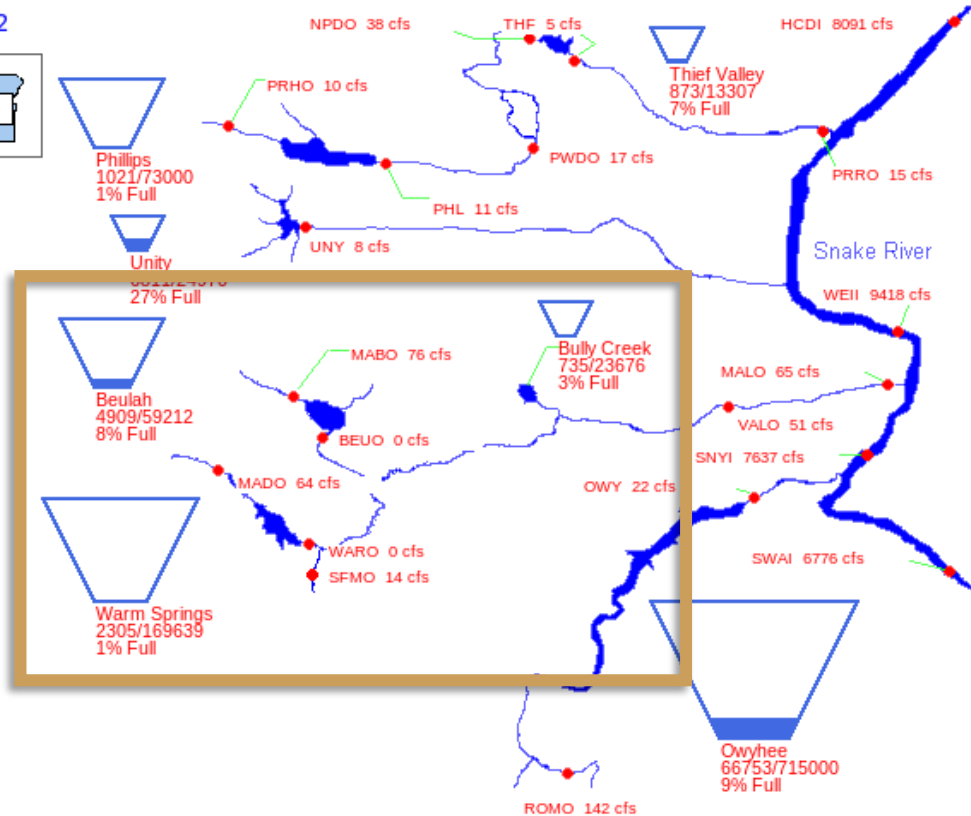 2
NPDO 38 cfs
THF 5 cfs
HCDI 8091 cfs
Thief Valley
873/13307
7% Full
PRHO 10 cfs
Phillips
1021/73000
1% Full
PWDO 17 cfs
PRRO 15 cfs
PHL 11 cfs
UNY 8 cfs
Snake River
Unity
27% Full
WEII 9418 cfs
Bully Creek
735/23676
3% Full
MABO 76 cfs
MALO 65 cfs
Beulah
4909/59212
8% Full
VALO 51 cfs
BEUO 0 cfs
SNYI 7637 cfs
MADO 64 cfs
OWY 22 cfs
WARO 0 cfs
SWAI 6776 cfs
SFMO 14 cfs
Warm Springs
2305/169639
1% Full
Owyhee
66753/715000
9% Full
ROMO 142 cfs